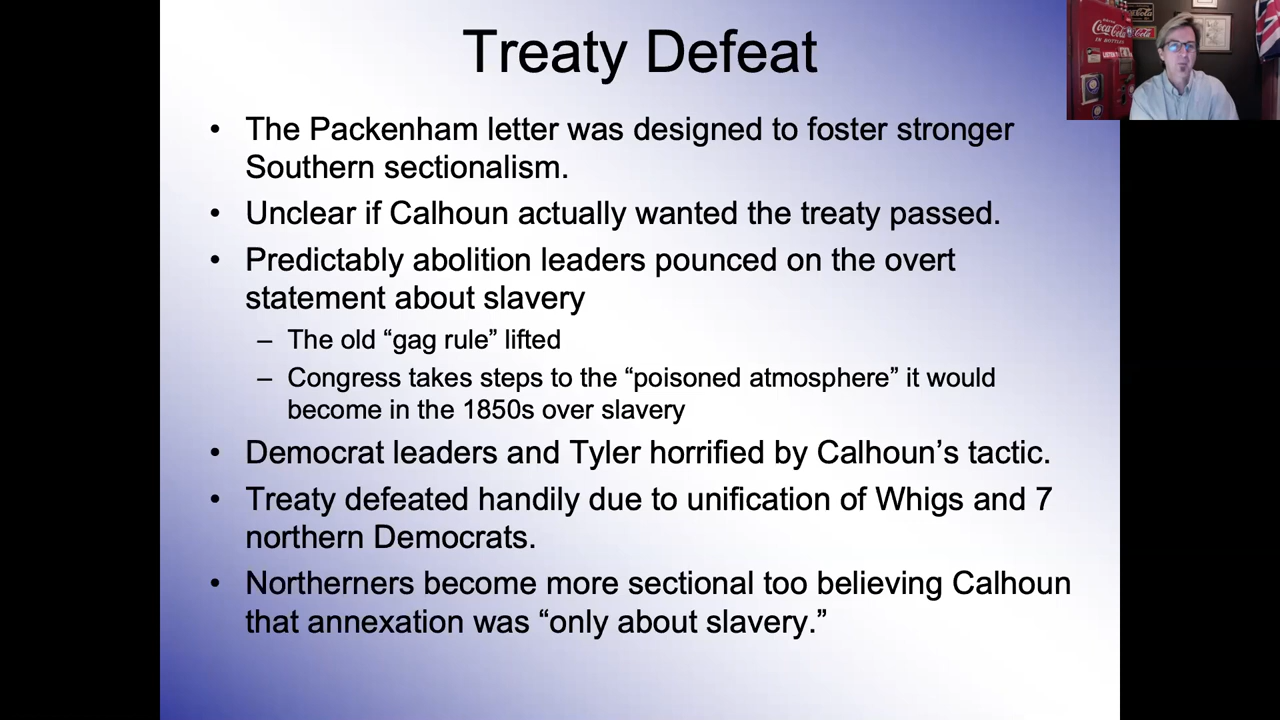 Treaty Defeat
• The Packenham letter was designed to foster stronger
Southern sectionalism.
• Unclear if Calhoun actually wanted the treaty passed.
• Predictably abolition leaders pounced on the overt
statement about slavery
– The old “gag rule” lifted
– Congress takes steps to the “poisoned atmosphere” it would
become in the 1850s over slavery
• Democrat leaders and Tyler horrified by Calhoun’s tactic.
• Treaty defeated handily due to unification of Whigs and 7
northern Democrats.
• Northerners become more sectional too believing Calhoun
that annexation was “only about slavery.”
Coca-Cola
IN BOTTLES